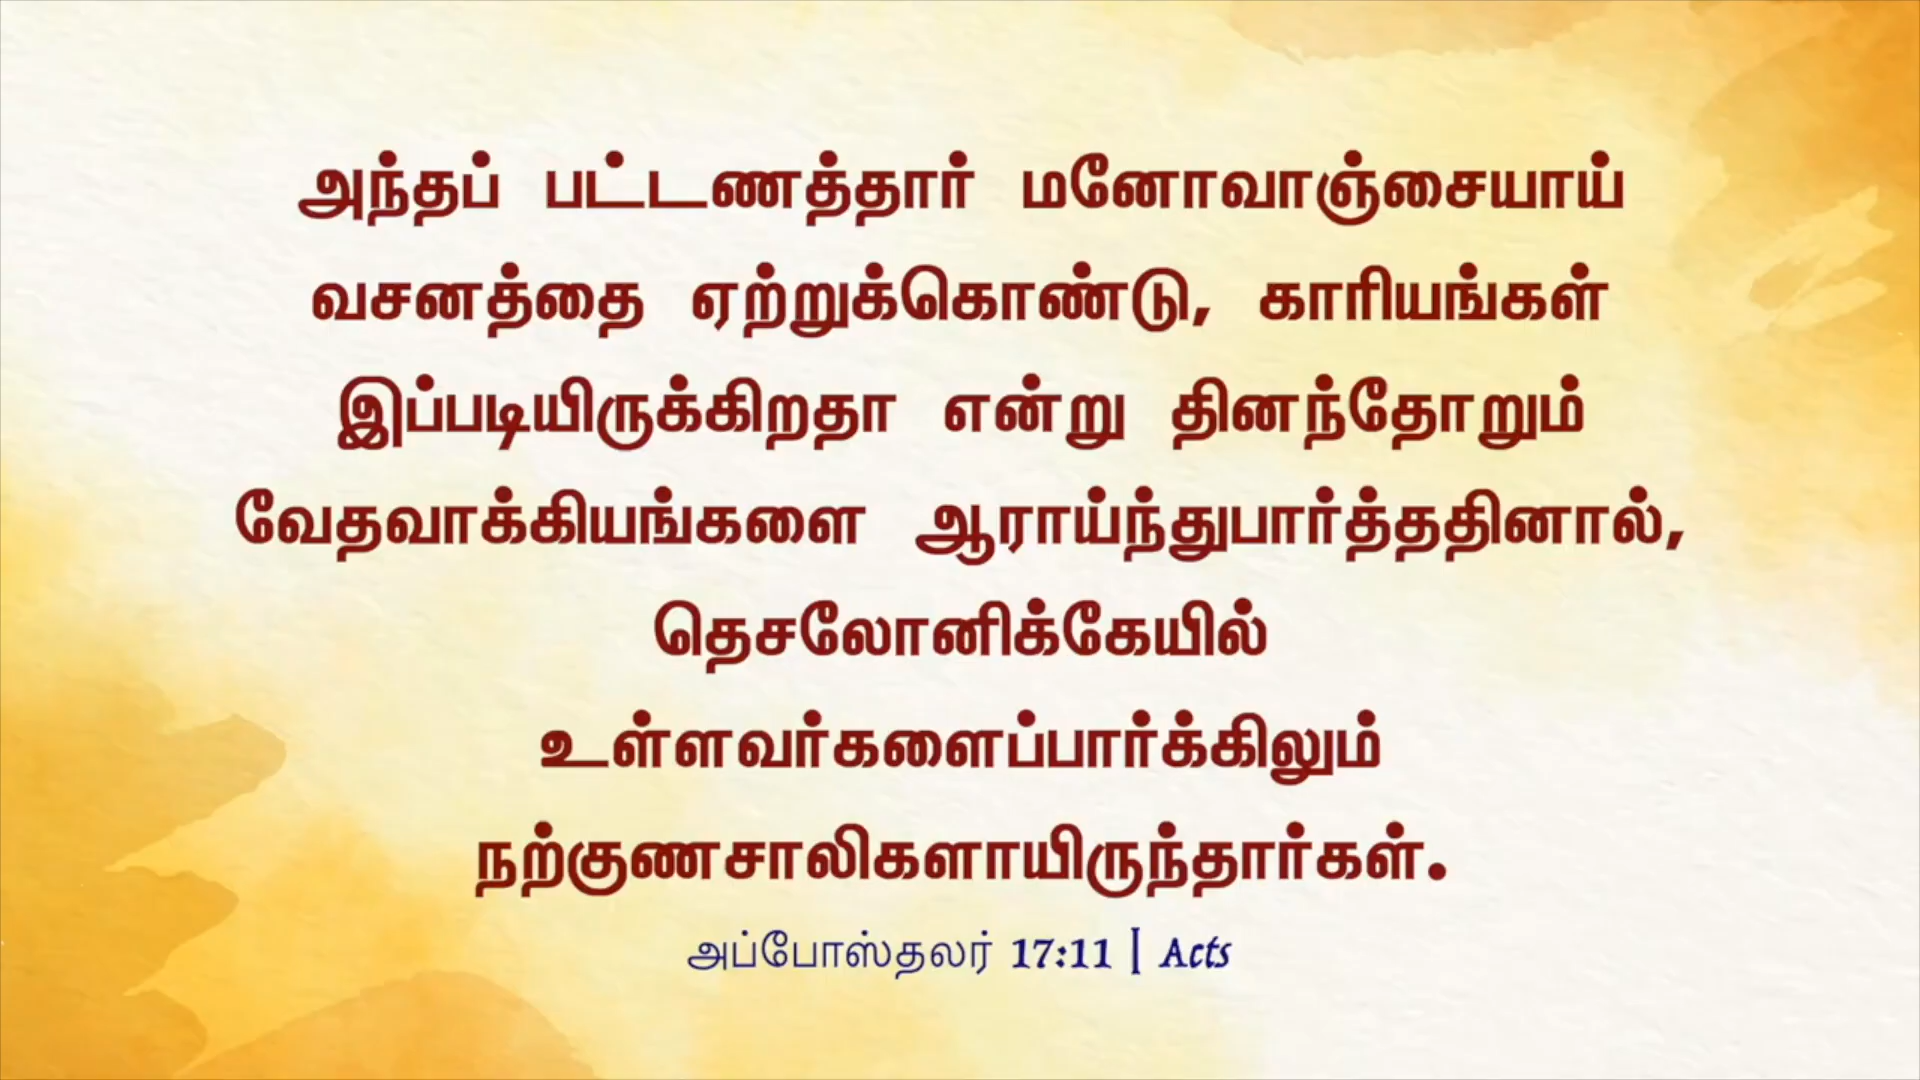 அந்தப் பட்டணத்தார் மனோவாஞ்சையாய்
வசனத்தை ஏற்றுக்கொண்டு, காரியங்கள்
இப்படியிருக்கிறதா என்று தினந்தோறும்
வேதவாக்கியங்களை ஆராய்ந்துபார்த்ததினால்,
தெசலோனிக்கேயில்
உள்ளவர்களைப்பார்க்கிலும்
நற்குணசாலிகளாயிருந்தார்கள்.
அப்போஸ்தலர் 17:11 | Acts